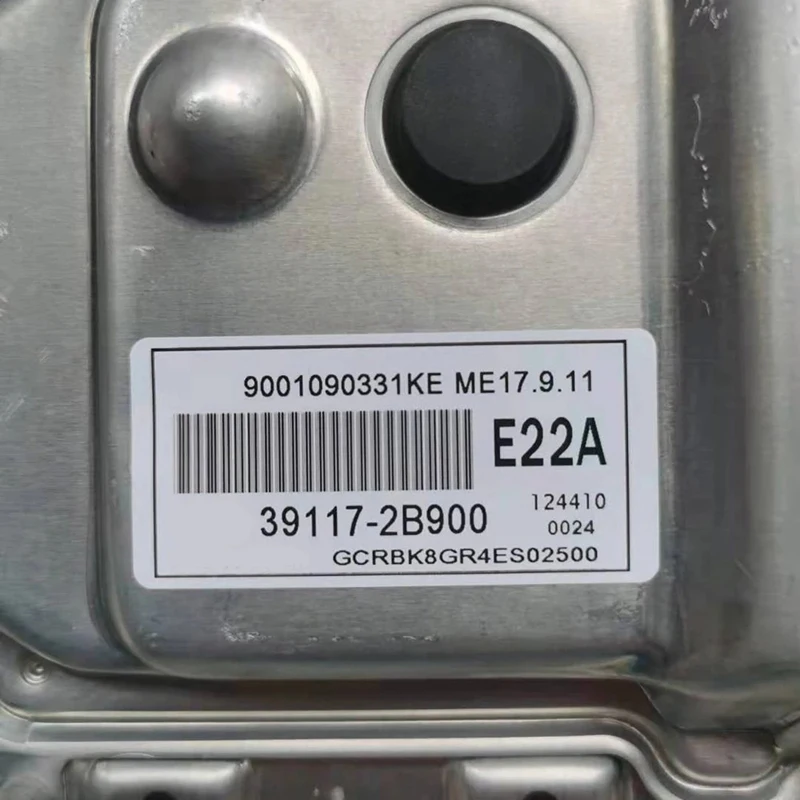 9001090331KE ME17.9.11
E22A
39117-2B900
124410
0024
GCRBK8GR4ES02500